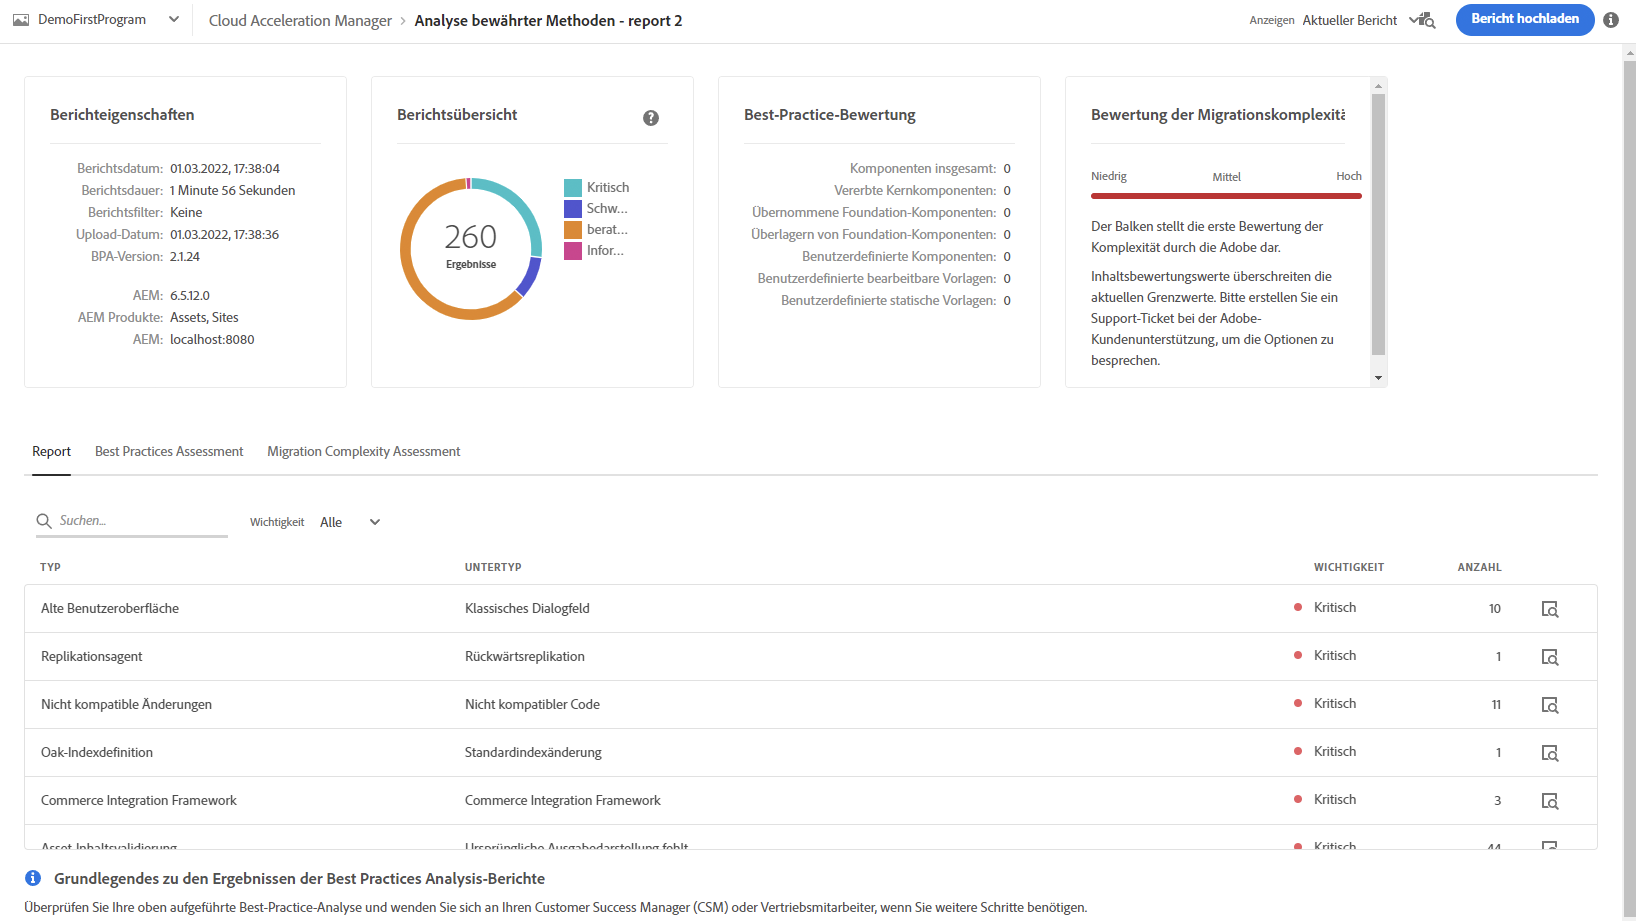 DemoFirstProgram
Cloud Acceleration Manager > Analyse bewährter Methoden - report 2
Anzeigen Aktueller Bericht
Bericht hochladen
Berichteigenschaften
Berichtsdatum: 01.03.2022, 17:38:04
Berichtsdauer: 1 Minute 56 Sekunden
Berichtsfilter: Keine
Upload-Datum: 01.03.2022, 17:38:36
BPA-Version: 2.1.24
AEM: 6.5.12.0
AEM Produkte: Assets, Sites
AEM: localhost:8080
Berichtsübersicht
260
Ergebnisse
Kritisch
Schw...
berat...
Infor...
Best-Practice-Bewertung
Komponenten insgesamt: 0
Vererbte Kernkomponenten: 0
Übernommene Foundation-Komponenten: 0
Überlagern von Foundation-Komponenten: 0
Benutzerdefinierte Komponenten: 0
Benutzerdefinierte bearbeitbare Vorlagen: 0
Benutzerdefinierte statische Vorlagen: 0
Bewertung der Migrationskomplexitä
Niedrig Mittel Hoch
Der Balken stellt die erste Bewertung der
Komplexität durch die Adobe dar.
Inhaltsbewertungswerte überschreiten die
aktuellen Grenzwerte. Bitte erstellen Sie ein
Support-Ticket bei der Adobe-
Kundenunterstützung, um die Optionen zu
besprechen.
Report Best Practices Assessment Migration Complexity Assessment
Suchen...
Wichtigkeit Alle
TYP UNTERTYP WICHTIGKEIT ANZAHL
Alte Benutzeroberfläche Klassisches Dialogfeld Kritisch 10
Replikationsagent Rückwärtsreplikation Kritisch 1
Nicht kompatible Änderungen Nicht kompatibler Code Kritisch 11
Oak-Indexdefinition Standardindexänderung Kritisch 1
Commerce Integration Framework Commerce Integration Framework Kritisch 3
Asset-Inhaltsvalidierung Ursprüngliche Ausgabedarstellung fehlt Kritisch 44
Grundlegendes zu den Ergebnissen der Best Practices Analysis-Berichte
Überprüfen Sie Ihre oben aufgeführte Best-Practice-Analyse und wenden Sie sich an Ihren Customer Success Manager (CSM) oder Vertriebsmitarbeiter, wenn Sie weitere Schritte benötigen.